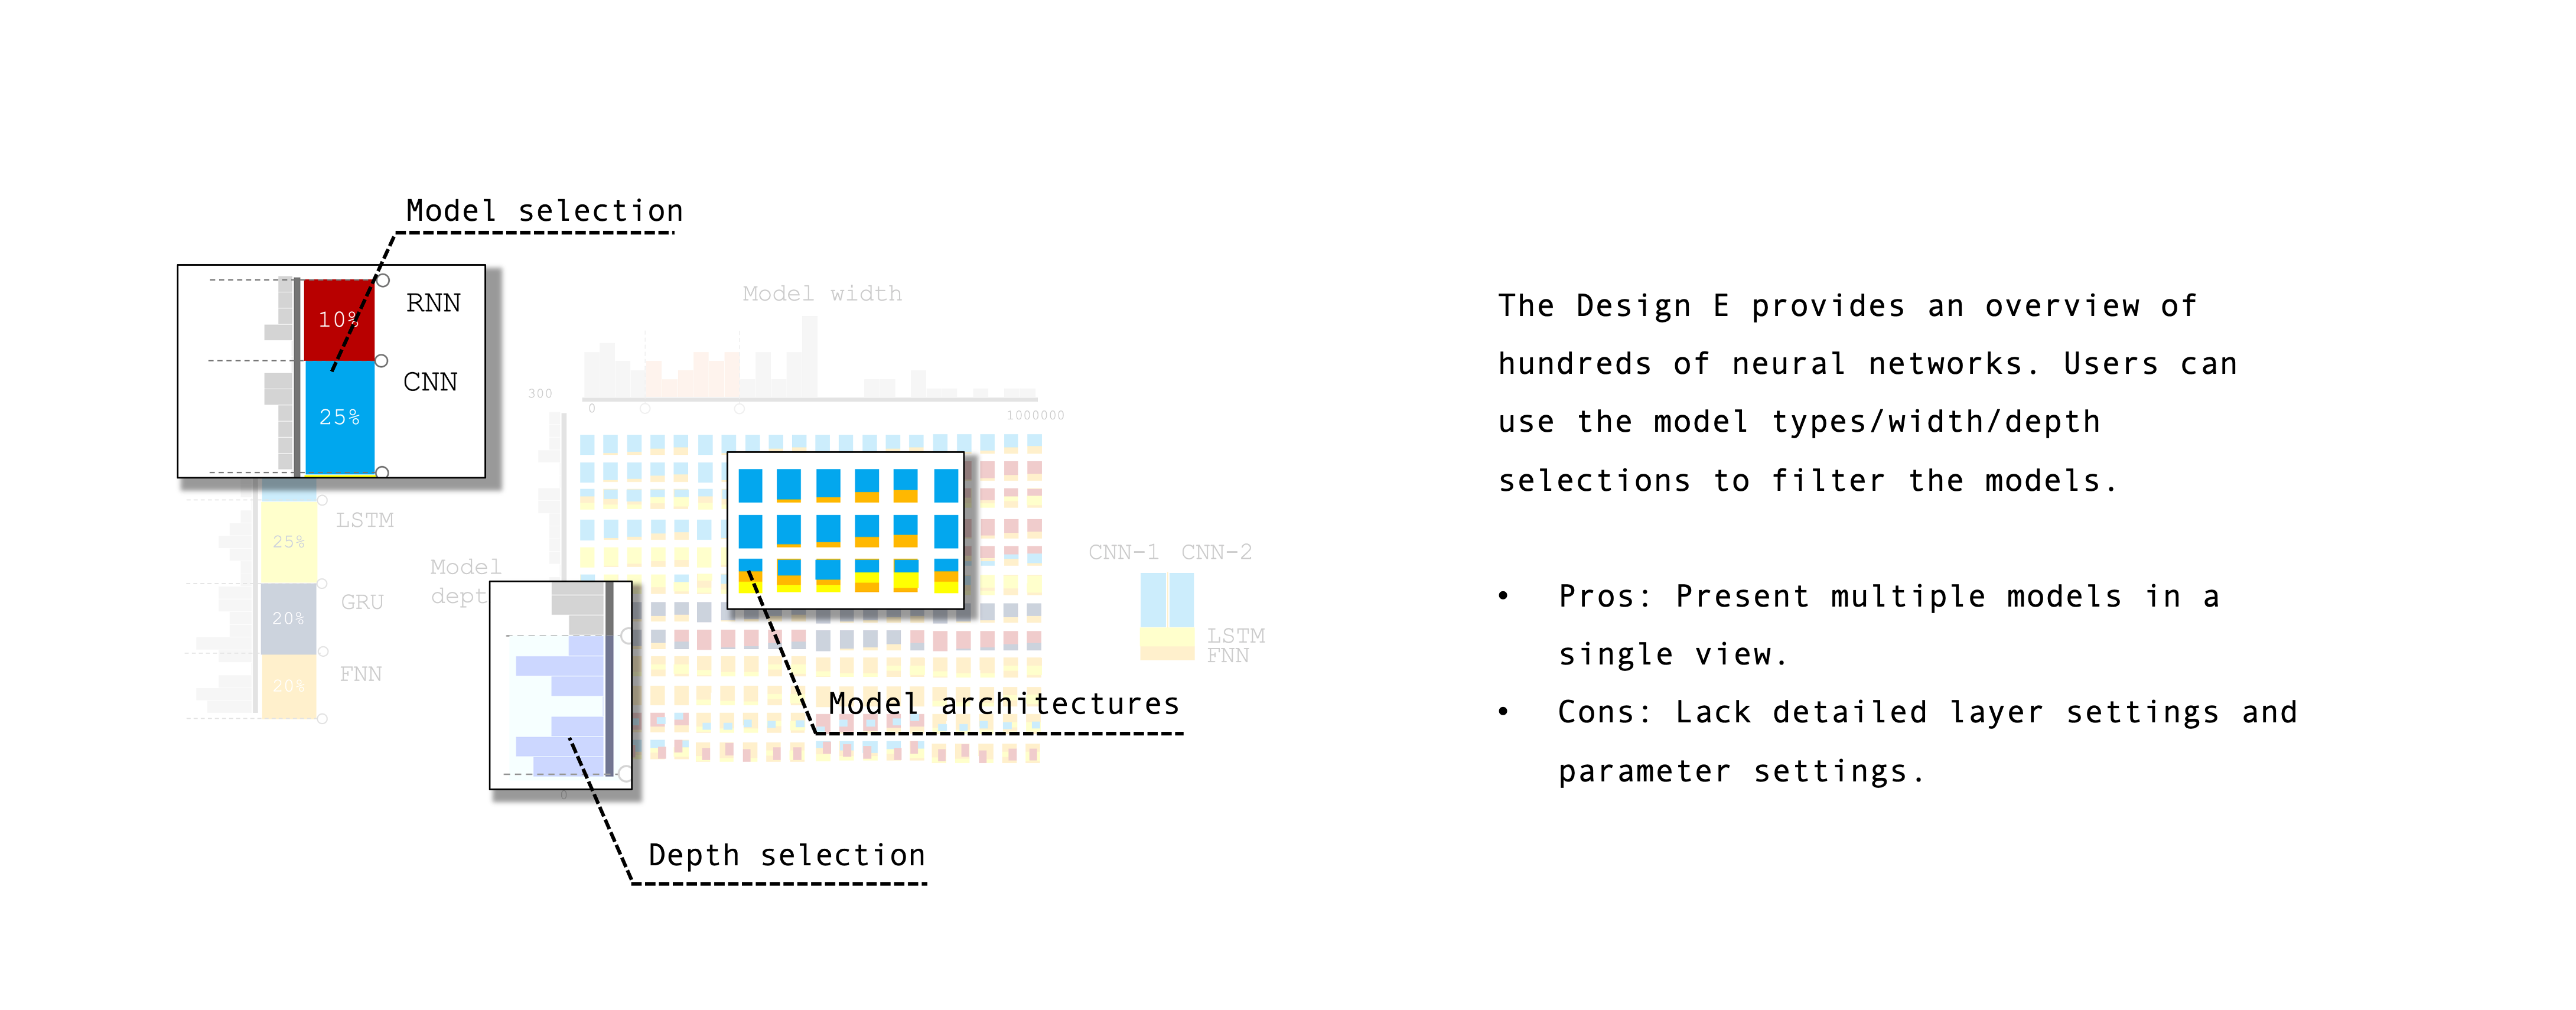 Model selection
10%
RNN
CNN
25%
LSTM
25%
GRU
20%
FNN
20%
Model width
300
0
1000000
Model
dept
0
Model architectures
Depth selection
CNN-1 CNN-2
LSTM
FNN
The Design E provides an overview of
hundreds of neural networks. Users can
use the model types/width/depth
selections to filter the models.
• Pros: Present multiple models in a
single view.
• Cons: Lack detailed layer settings and
parameter settings.